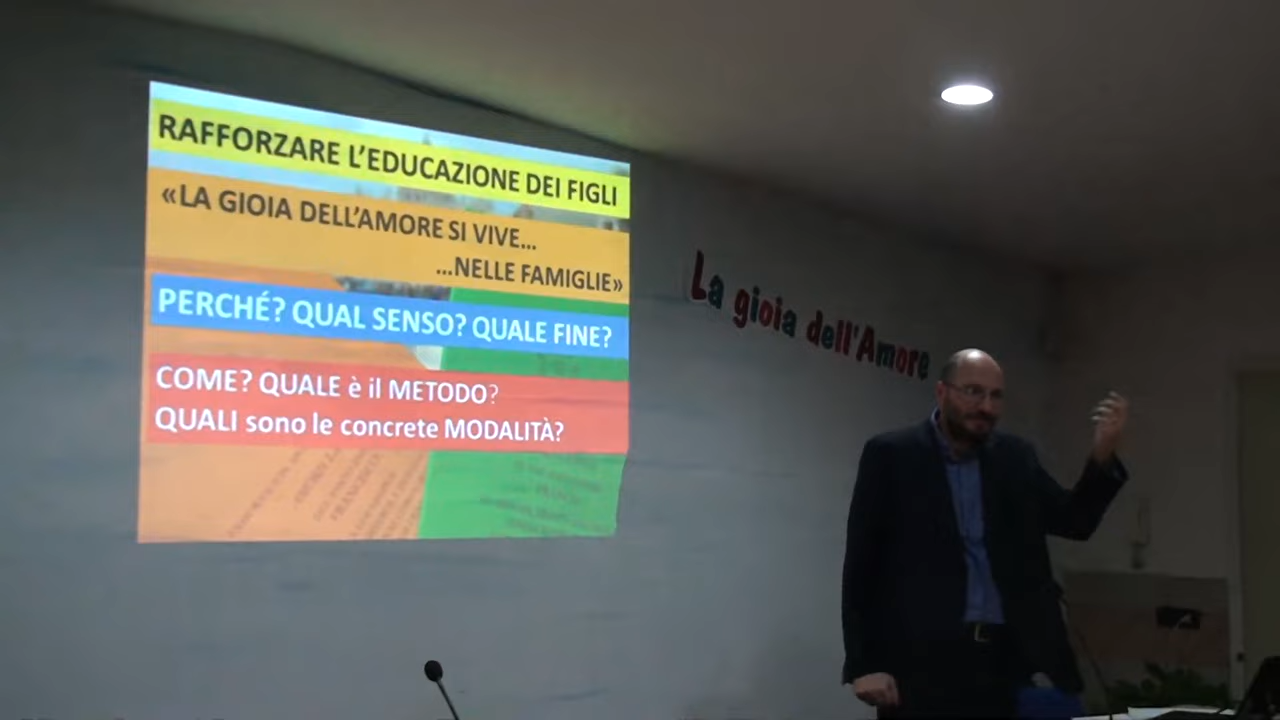 RAFFORZARE L'EDUCAZIONE DEI FIGLI
«LA GIOIA DELL'AMORE SI VIVE...
...NELLE FAMIGLIE»
PERCHÉ? QUAL SENSO? QUALE FINE?
COME? QUALE è il METODO?
QUALI sono le concrete MODALITÀ?
La gioia dell'Amore